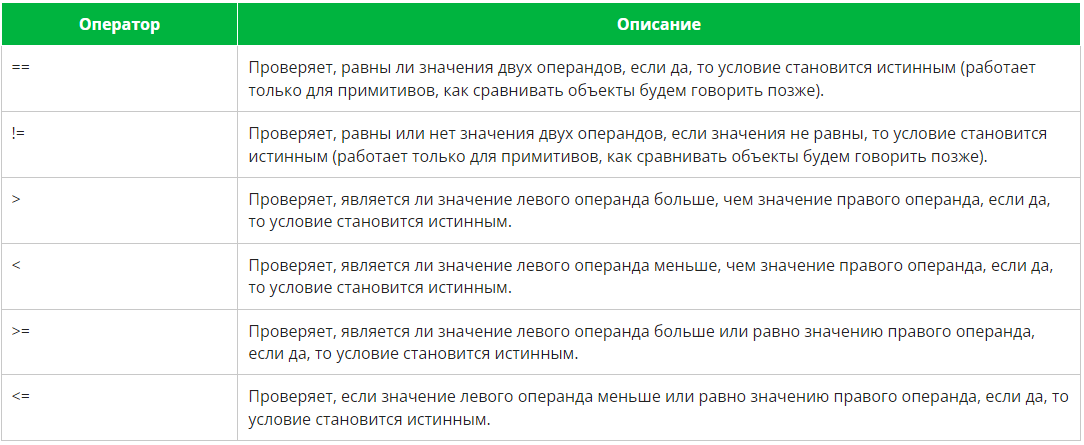 Оператор
Описание
==
Проверяет, равны ли значения двух операндов, если да, то условие становится истинным (работает
только для примитивов, как сравнивать объекты будем говорить позже).
!=
Проверяет, равны или нет значения двух операндов, если значения не равны, то условие становится
истинным (работает только для примитивов, как сравнивать объекты будем говорить позже).
>
Проверяет, является ли значение левого операнда больше, чем значение правого операнда, если да,
то условие становится истинным.
<
Проверяет, является ли значение левого операнда меньше, чем значение правого операнда, если да,
то условие становится истинным.
>=
Проверяет, является ли значение левого операнда больше или равно значению правого операнда,
если да, то условие становится истинным.
<=
Проверяет, если значение левого операнда меньше или равно значению правого операнда, если да, то
условие становится истинным.